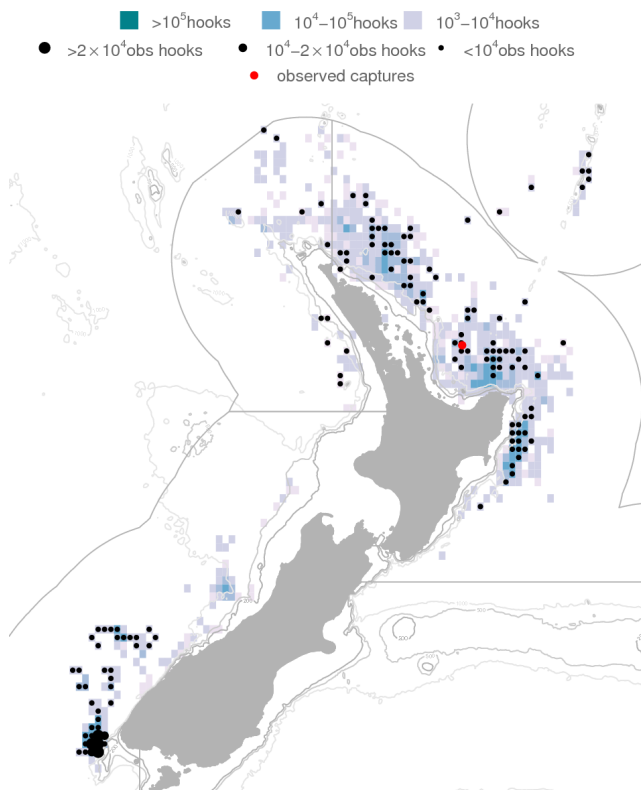 >10⁵hooks 10⁴−10⁵hooks 10³−10⁴hooks
>2×10⁴obs hooks 10⁴−2×10⁴obs hooks <10⁴obs hooks
observed captures